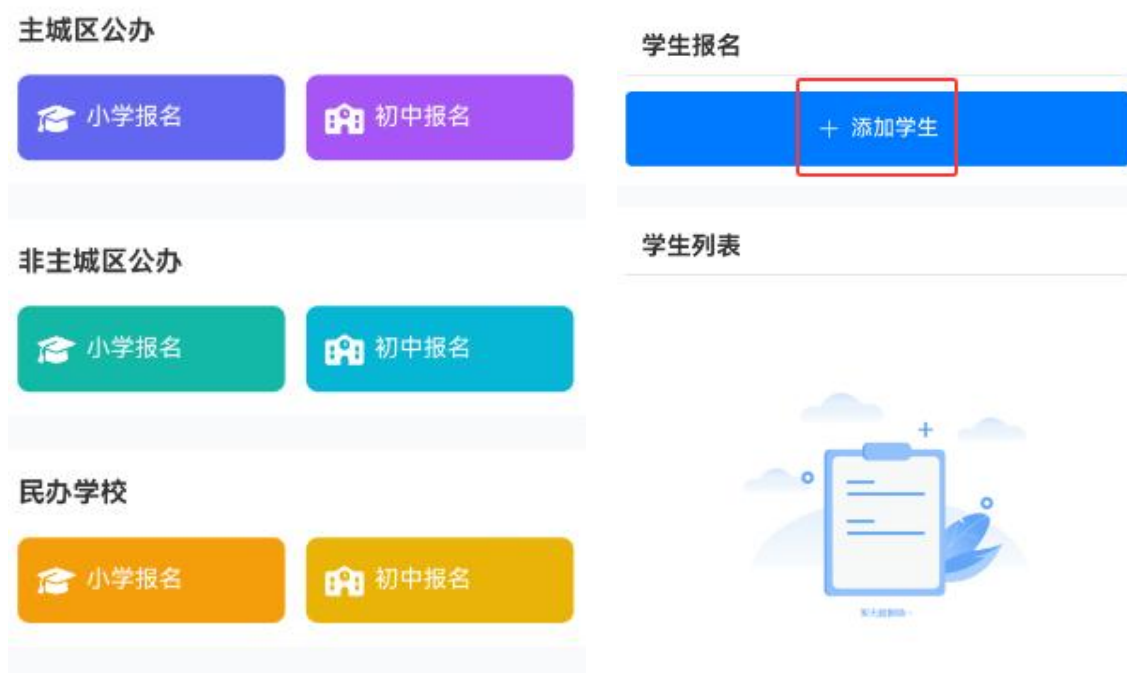 主城区公办
小学报名
初中报名
非主城区公办
小学报名
初中报名
民办学校
小学报名
初中报名
学生报名
+ 添加学生
学生列表